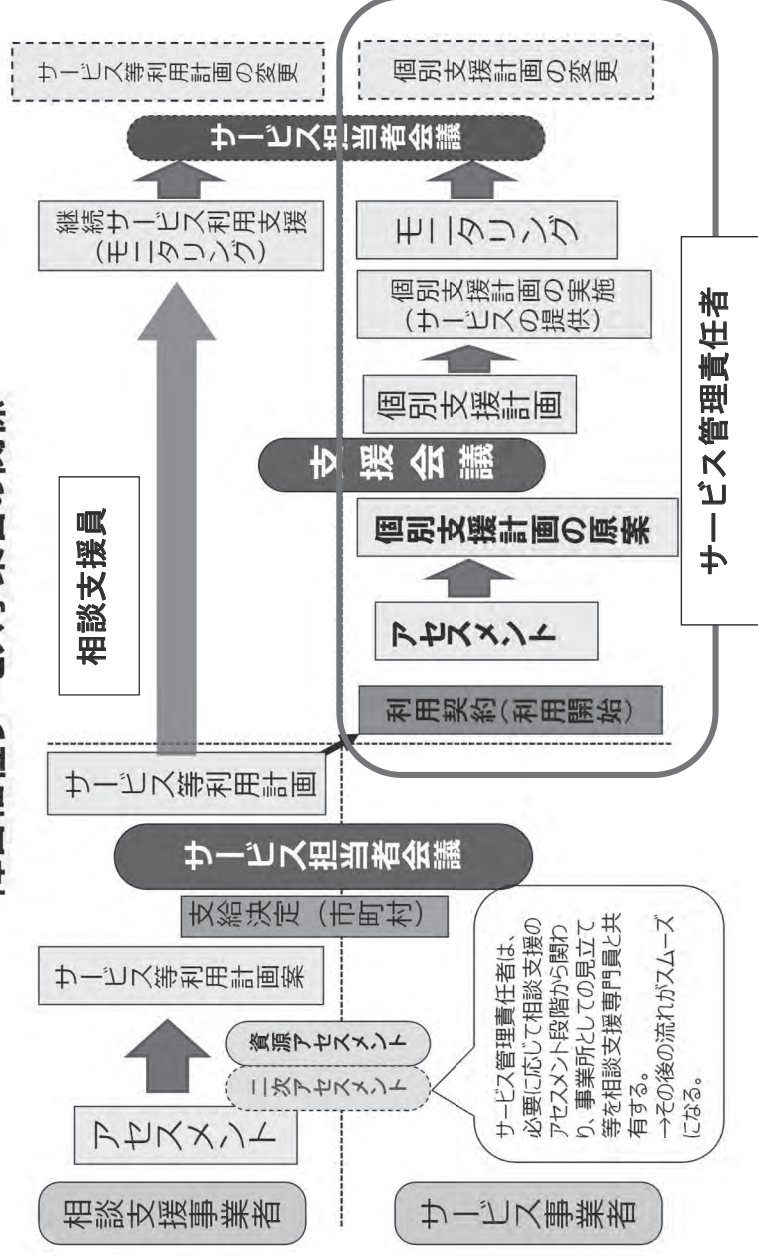 相談支援事業者
アセスメント
二次アセスメント
資源アセスメント
サービス等利用計画案
支給決定（市町村）
サービス担当者会議
サービス等利用計画
相談支援員
継続サービス利用支援
（モニタリング）
サービス担当者会議
サービス等利用計画の変更
サービス事業者
サービス管理責任者は、
必要に応じて相談支援の
アセスメント段階から関わ
り、事業所としての見立て
等を相談支援専門員と共
有する。
→その後の流れがスムーズ
になる。
利用契約（利用開始）
アセスメント
個別支援計画の原案
支援会議
個別支援計画
個別支援計画の実施
（サービスの提供）
モニタリング
個別支援計画の変更
サービス管理責任者